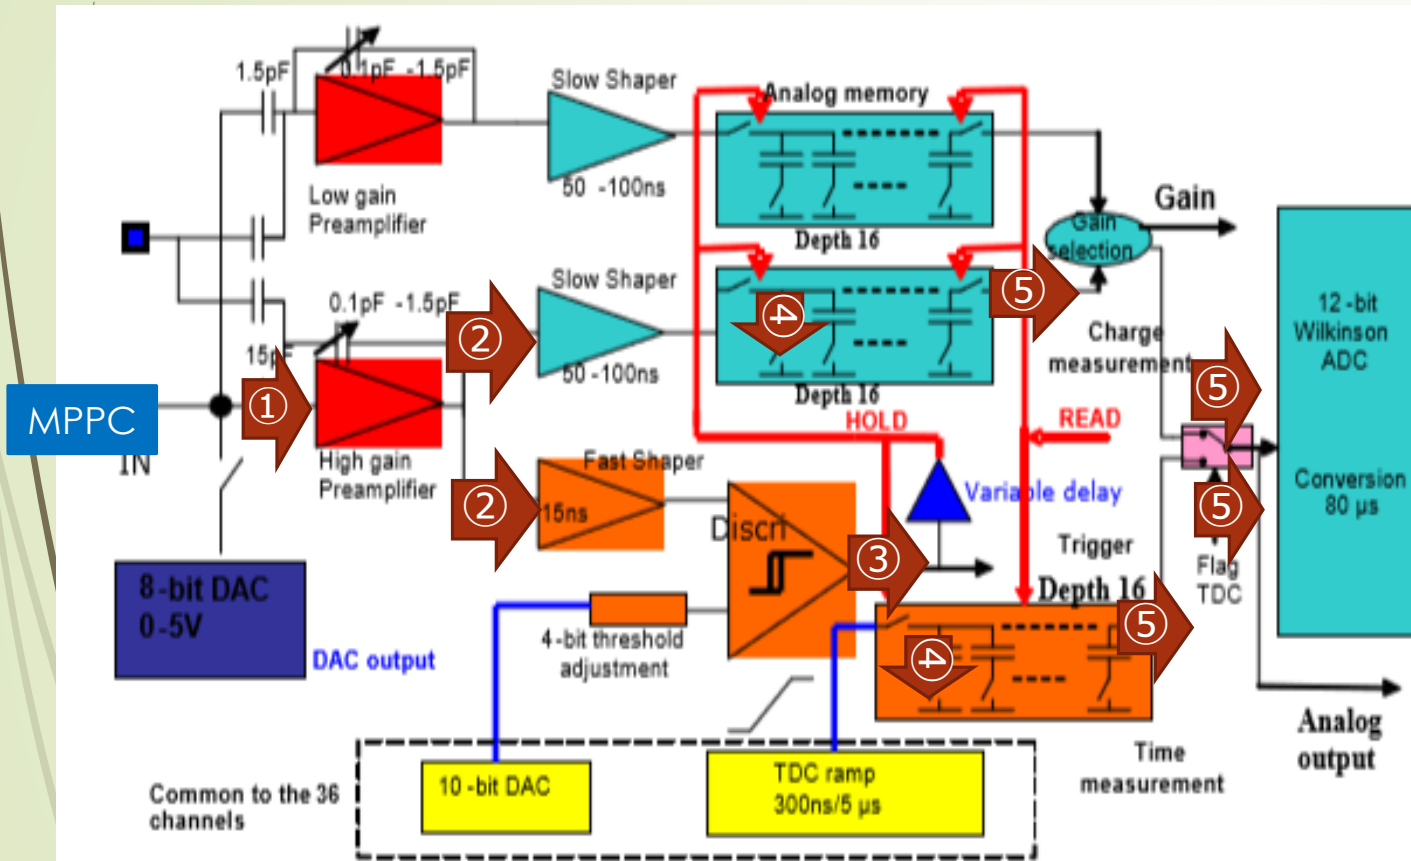 1.5pF
0.1pF -1.5pF
Slow Shaper
Analog memory
50 -100ns
Low gain
Preamplifier
Depth 16
Gain
Gain
selection
0.1pF -1.5pF
Slow Shaper
②
④
⑤
12 -bit
Wilkinson
ADC
15pF
50 -100ns
Depth 16
Charge
measurement
⑤
MPPC
①
IN
HOLD
READ
High gain
Preamplifier
Fast Shaper
②
15ns
Discri
Variable delay
⑤
Conversion
80 µs
③
Trigger
Flag
TDC
8-bit DAC
0-5V
DAC output
4-bit threshold
adjustment
Depth 16
④
⑤
Analog
output
Time
measurement
Common to the 36
channels
10 -bit DAC
TDC ramp
300ns/5 µs